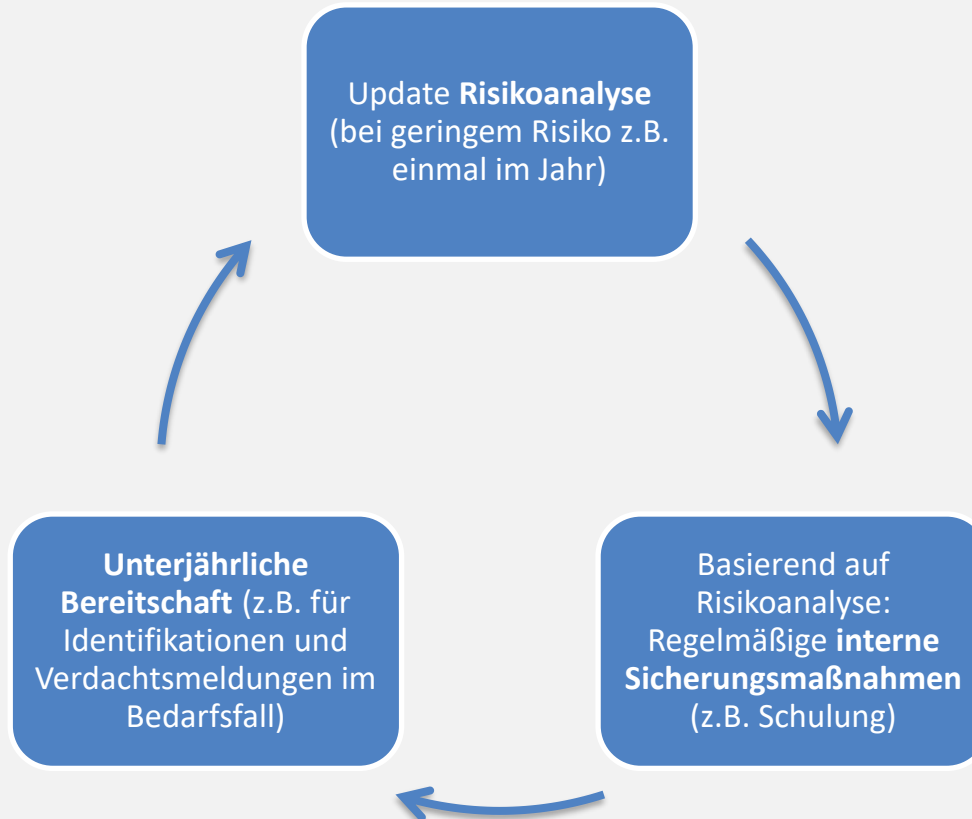 Update Risikoanalyse
(bei geringem Risiko z.B.
einmal im Jahr)
Basierend auf
Risikoanalyse:
Regelmäßige interne
Sicherungsmaßnahmen
(z.B. Schulung)
Unterjährliche
Bereitschaft (z.B. für
Identifikationen und
Verdachtsmeldungen im
Bedarfsfall)